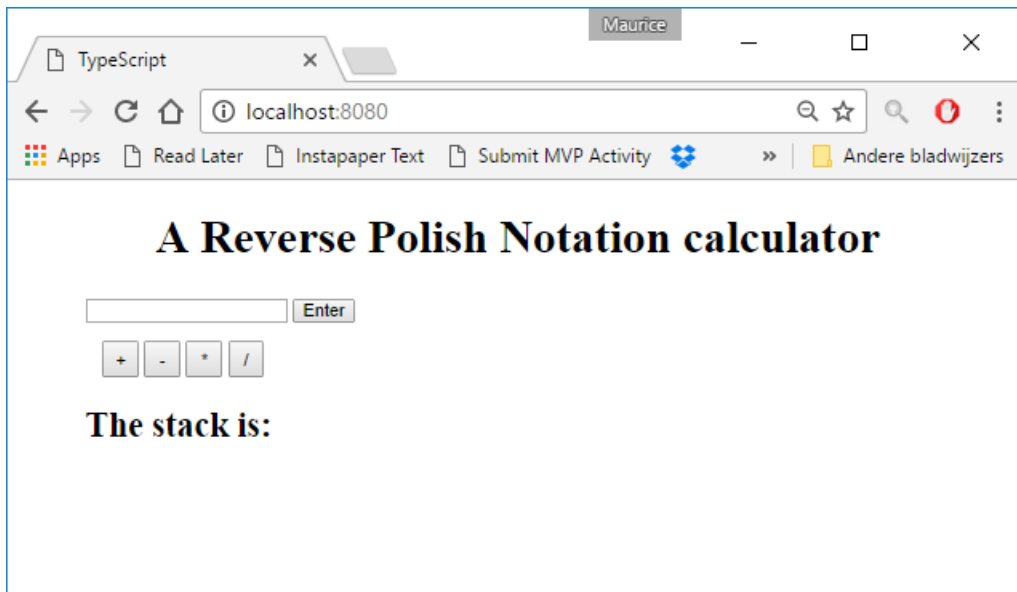 Maurice
TypeScript
localhost:8080
Apps Read Later Instapaper Text Submit MVP Activity » Andere bladwijzers
A Reverse Polish Notation calculator
Enter
+ - * /
The stack is: